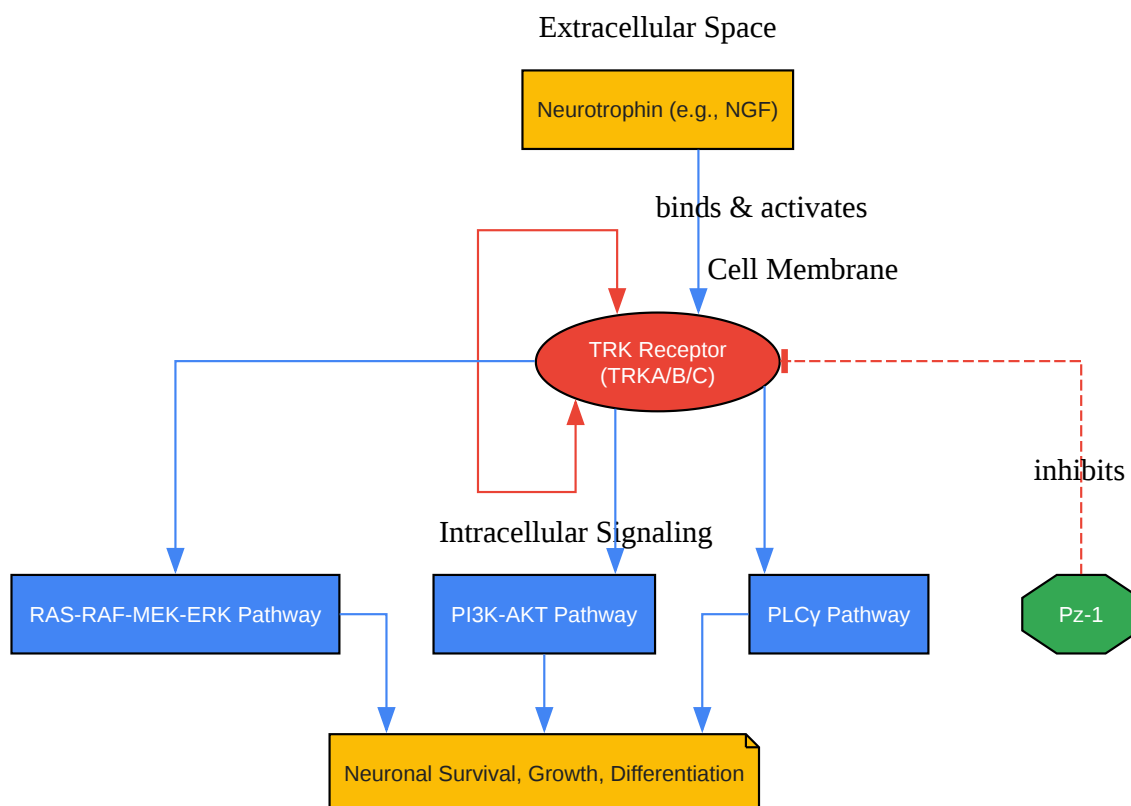 Extracellular Space
Neurotrophin (e.g., NGF)
binds & activates
Cell Membrane
TRK Receptor
(TRKA/B/C)
inhibits
Intracellular Signaling
RAS-RAF-MEK-ERK Pathway
PI3K-AKT Pathway
PLCγ Pathway
Pz-1
Neuronal Survival, Growth, Differentiation